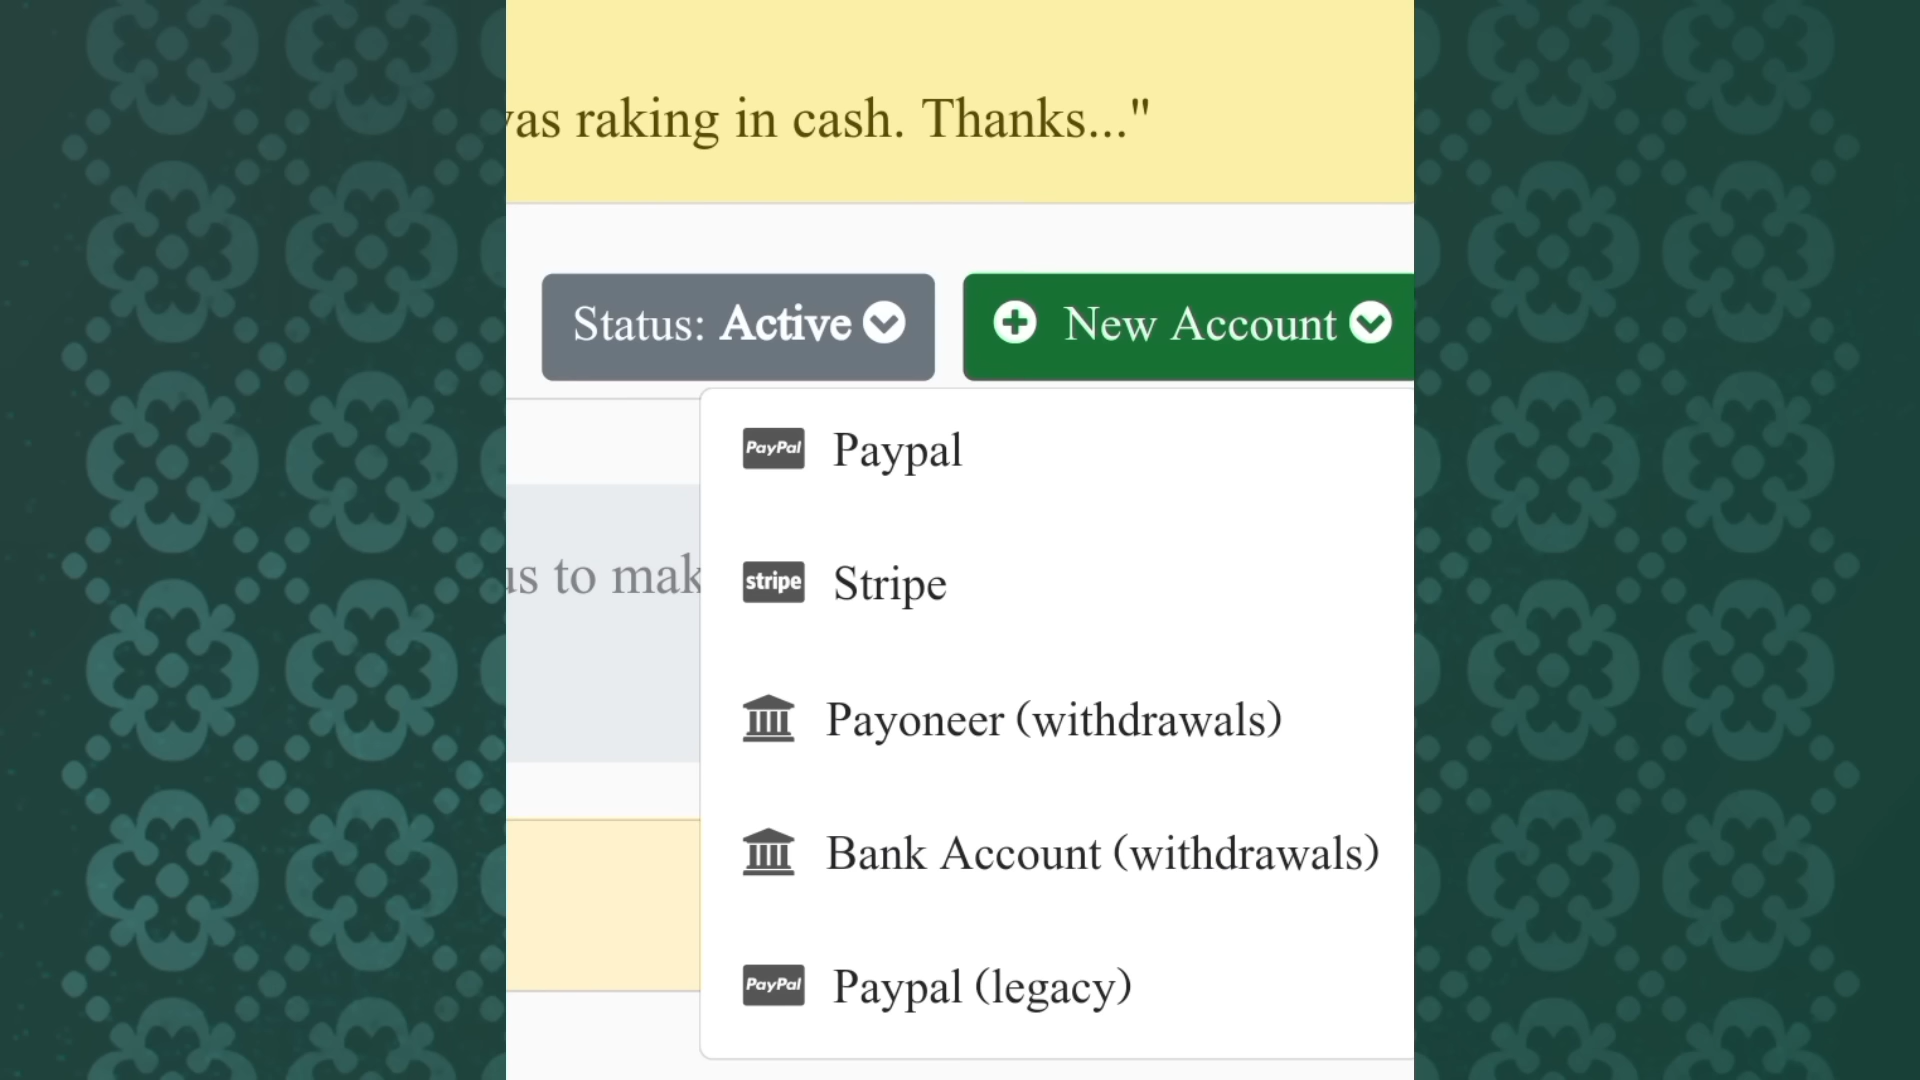 as raking in cash. Thanks..."
Status: Active
New Account
PayPal Paypal
stripe Stripe
us to mak
Payoneer (withdrawals)
Bank Account (withdrawals)
PayPal Paypal (legacy)